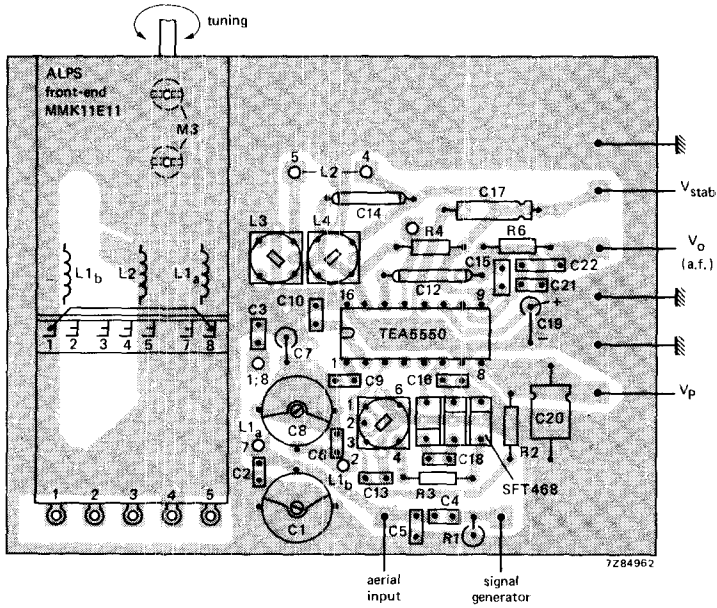 tuning
ALPS
front-end
MMK11E11
M3
5 L2 4
C17
V stab
C14
L3 L4
R4 R6
V o
(a.f.)
L1b L2 L1a
C15 C22
C12 C21
C10 16 9
C3 + C19
TEA5550
1 2 3 4 5 7 8
C7
−
1;8 1 8
C9 C16
V P
6
1
C8 2 C20
L1a
7 C6 3 4 R2
2 C18
L1b SFT468
C2 C13 R3
1 2 3 4 5
C4
C1 C5 R1
7Z84962
aerial
input
signal
generator